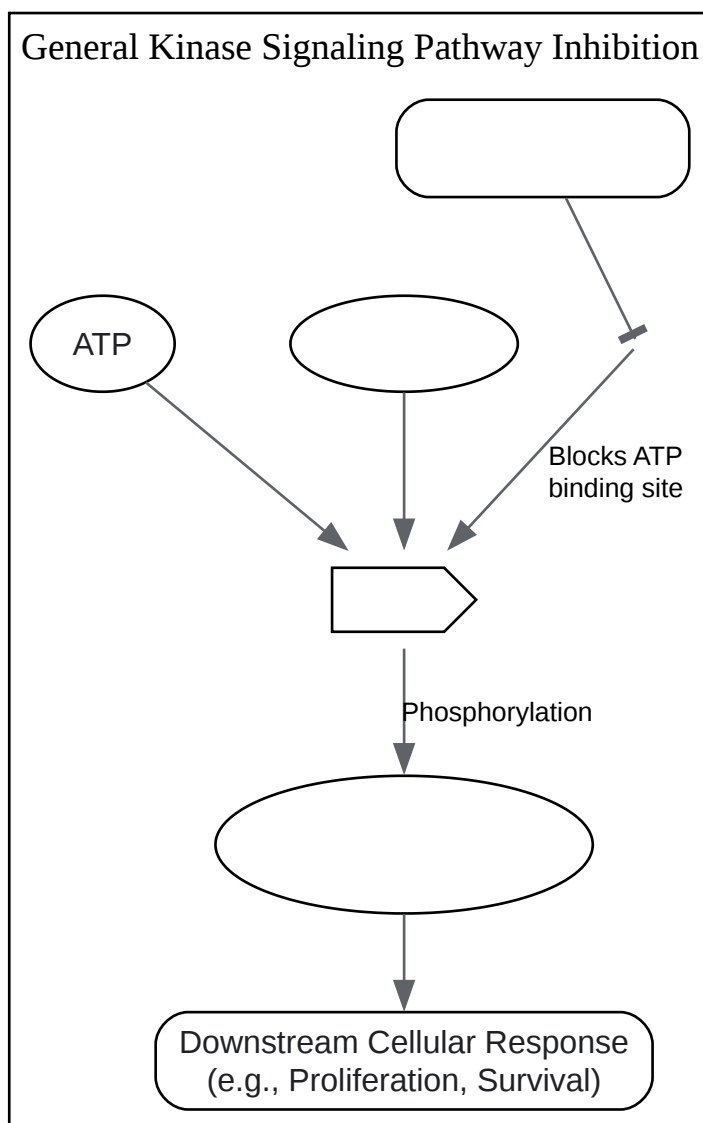 General Kinase Signaling Pathway Inhibition
ATP
Blocks ATP
binding site
Phosphorylation
Downstream Cellular Response
(e.g., Proliferation, Survival)